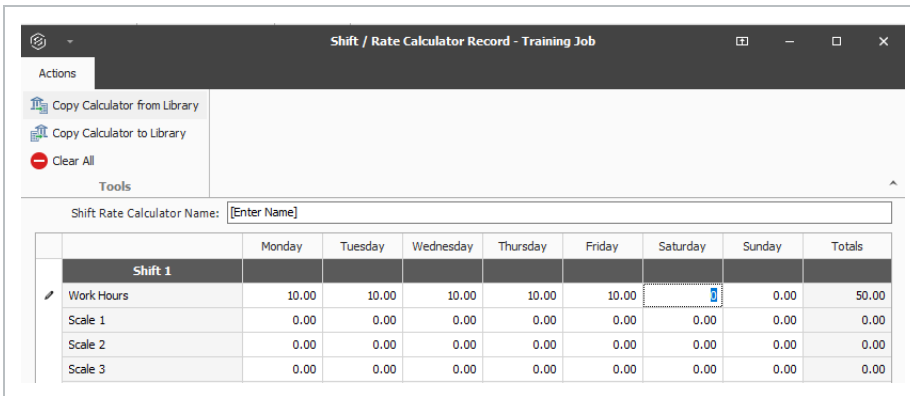 Shift / Rate Calculator Record - Training Job
Actions
Copy Calculator from Library
Copy Calculator to Library
Clear All
Tools
Shift Rate Calculator Name: [Enter Name]
Monday Tuesday Wednesday Thursday Friday Saturday Sunday Totals
Shift 1
Work Hours 10.00 10.00 10.00 10.00 10.00 0 0.00 50.00
Scale 1 0.00 0.00 0.00 0.00 0.00 0.00 0.00 0.00
Scale 2 0.00 0.00 0.00 0.00 0.00 0.00 0.00 0.00
Scale 3 0.00 0.00 0.00 0.00 0.00 0.00 0.00 0.00